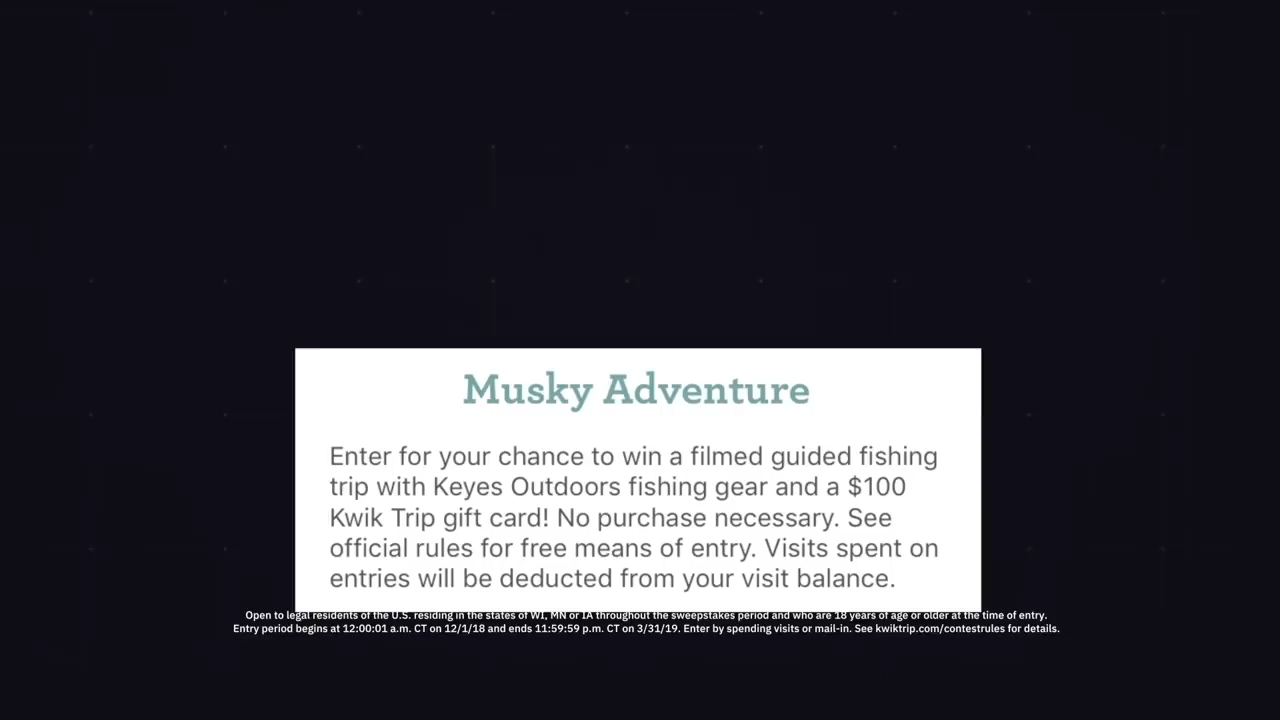 Musky Adventure
Enter for your chance to win a filmed guided fishing
trip with Keyes Outdoors fishing gear and a $100
Kwik Trip gift card! No purchase necessary. See
official rules for free means of entry. Visits spent on
entries will be deducted from your visit balance.
Open to legal residents of the U.S. residing in the states of WI, MN or IA throughout the sweepstakes period and who are 18 years of age or older at the time of entry.
Entry period begins at 12:00:01 a.m. CT on 12/1/18 and ends 11:59:59 p.m. CT on 3/31/19. Enter by spending visits or mail-in. See kwiktrip.com/contestrules for details.